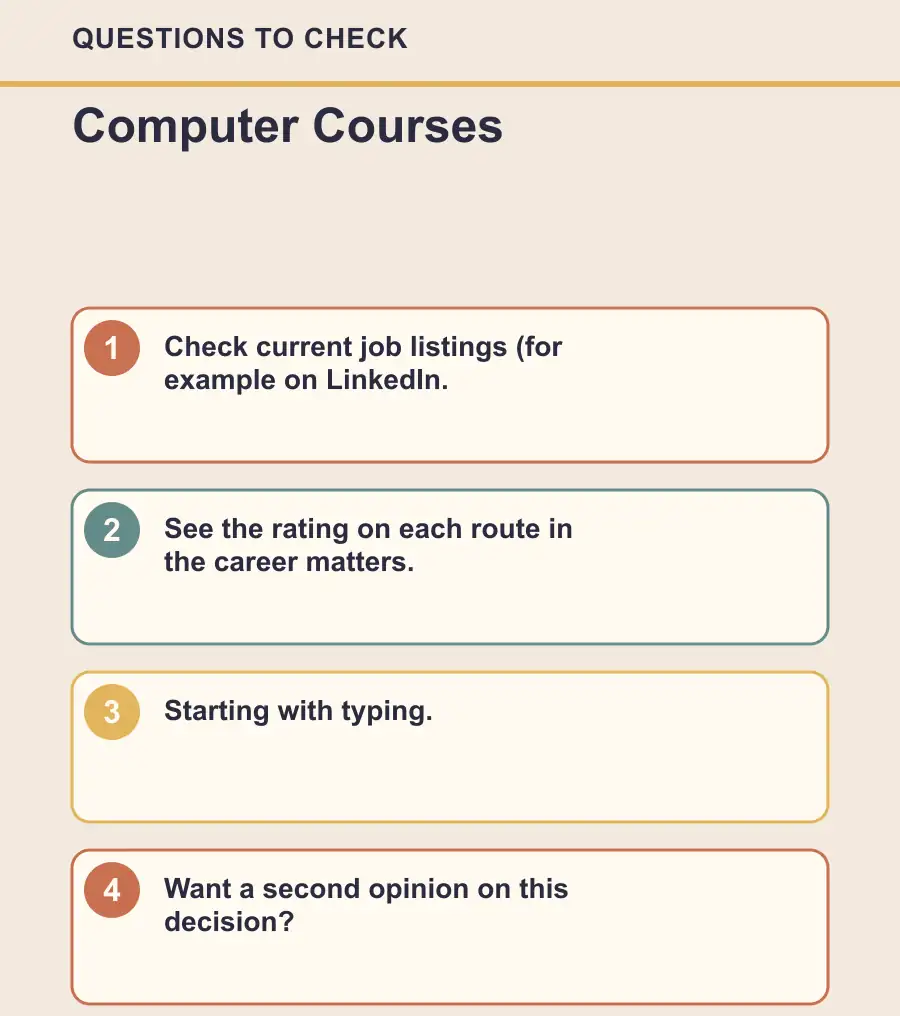 QUESTIONS TO CHECK
Computer Courses
1
Check current job listings (for
example on LinkedIn.
2
See the rating on each route in
the career matters.
3
Starting with typing.
4
Want a second opinion on this
decision?